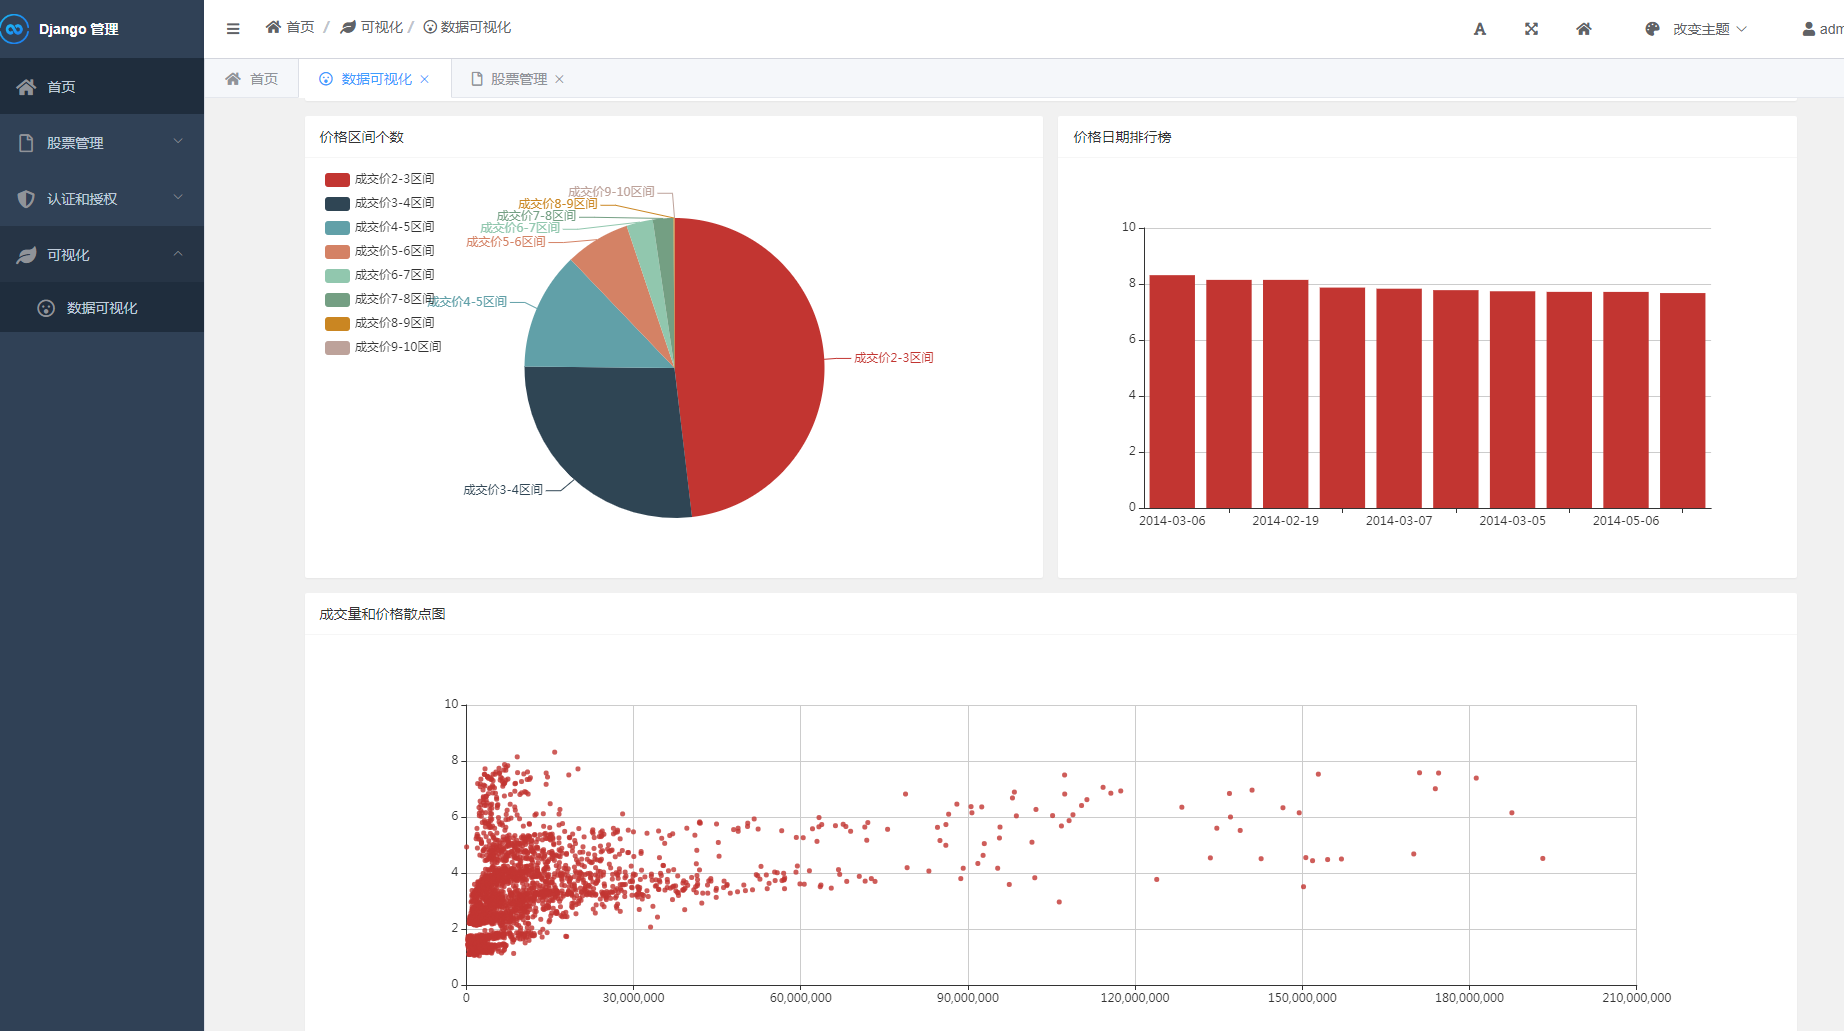 Django 管理
首页
股票管理
认证和授权
可视化
数据可视化
首页 / 可视化 / 数据可视化
改变主题
adm
首页
数据可视化
股票管理
价格区间个数
成交价2-3区间
成交价3-4区间
成交价4-5区间
成交价5-6区间
成交价6-7区间
成交价7-8区间
成交价8-9区间
成交价9-10区间
成交价9-10区间
成交价8-9区间
成交价7-8区间
成交价6-7区间
成交价5-6区间
成交价4-5区间
成交价2-3区间
成交价3-4区间
价格日期排行榜
10
8
6
4
2
0
2014-03-06 2014-02-19 2014-03-07 2014-03-05 2014-05-06
成交量和价格散点图
10
8
6
4
2
0
0 30,000,000 60,000,000 90,000,000 120,000,000 150,000,000 180,000,000 210,000,000